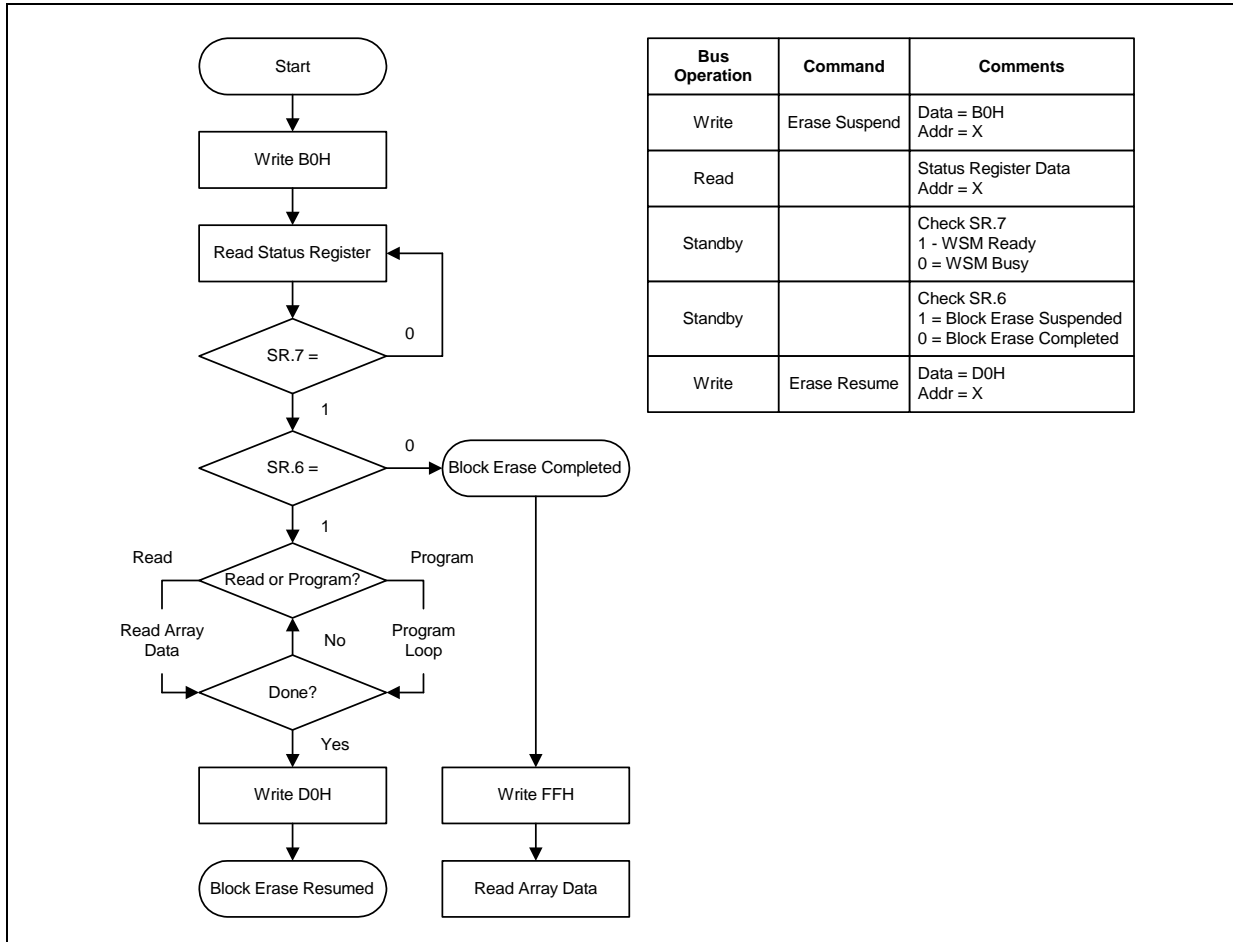 Start
Write B0H
Read Status Register
0
SR.7 =
1
0
SR.6 =
Block Erase Completed
1
Read
Program
Read or Program?
Read Array
Data
No
Program
Loop
Done?
Yes
Write D0H
Write FFH
Block Erase Resumed
Read Array Data
Bus
Operation
Command
Comments
Write
Erase Suspend
Data = B0H
Addr = X
Read
Status Register Data
Addr = X
Standby
Check SR.7
1 - WSM Ready
0 = WSM Busy
Standby
Check SR.6
1 = Block Erase Suspended
0 = Block Erase Completed
Write
Erase Resume
Data = D0H
Addr = X